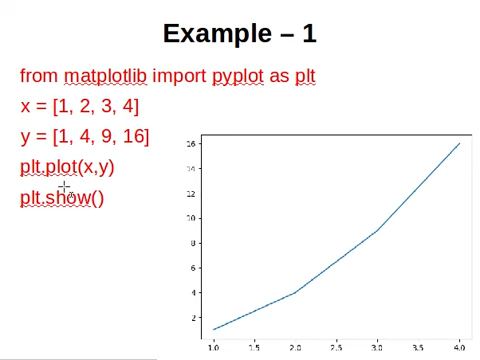 Example – 1
from matplotlib import pyplot as plt
x = [1, 2, 3, 4]
y = [1, 4, 9, 16]
plt.plot(x,y)
plt.show()
16
14
12
10
8
6
4
2
1.0 1.5 2.0 2.5 3.0 3.5 4.0